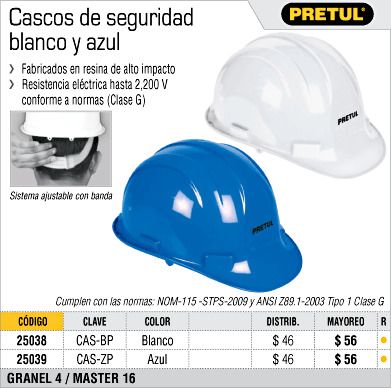 Cascos de seguridad
blanco y azul
PRETUL®
› Fabricados en resina de alto impacto
› Resistencia eléctrica hasta 2,200 V
conforme a normas (Clase G)
PRETUL
PRETUL
Sistema ajustable con banda
Cumplen con las normas: NOM-115 -STPS-2009 y ANSI Z89.1-2003 Tipo 1 Clase G
CÓDIGO CLAVE COLOR DISTRIB. MAYOREO R
25038 CAS-BP Blanco $ 46 $ 56
25039 CAS-ZP Azul $ 46 $ 56
GRANEL 4 / MASTER 16